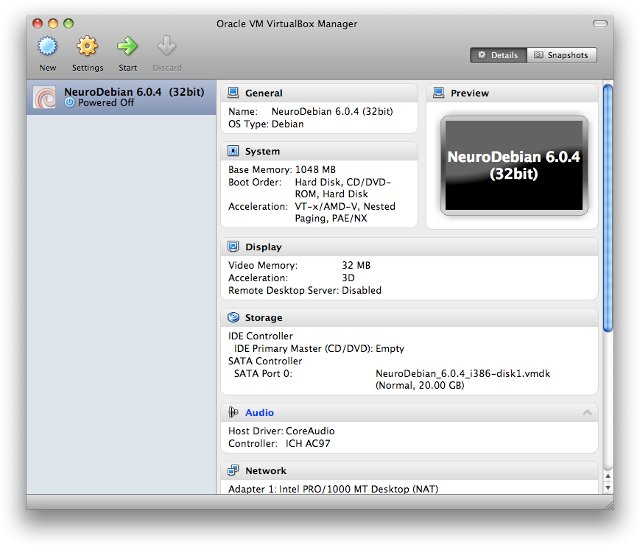 Oracle VM VirtualBox Manager
New Settings Start Discard
Details Snapshots
NeuroDebian 6.0.4 (32bit)
Powered Off
General
Name: NeuroDebian 6.0.4 (32bit)
OS Type: Debian
Preview
NeuroDebian 6.0.4
(32bit)
System
Base Memory: 1048 MB
Boot Order: Hard Disk, CD/DVD-
ROM, Hard Disk
Acceleration: VT-x/AMD-V, Nested
Paging, PAE/NX
Display
Video Memory: 32 MB
Acceleration: 3D
Remote Desktop Server: Disabled
Storage
IDE Controller
IDE Primary Master (CD/DVD): Empty
SATA Controller
SATA Port 0: NeuroDebian_6.0.4_i386-disk1.vmdk
(Normal, 20.00 GB)
Audio
Host Driver: CoreAudio
Controller: ICH AC97
Network
Adapter 1: Intel PRO/1000 MT Desktop (NAT)